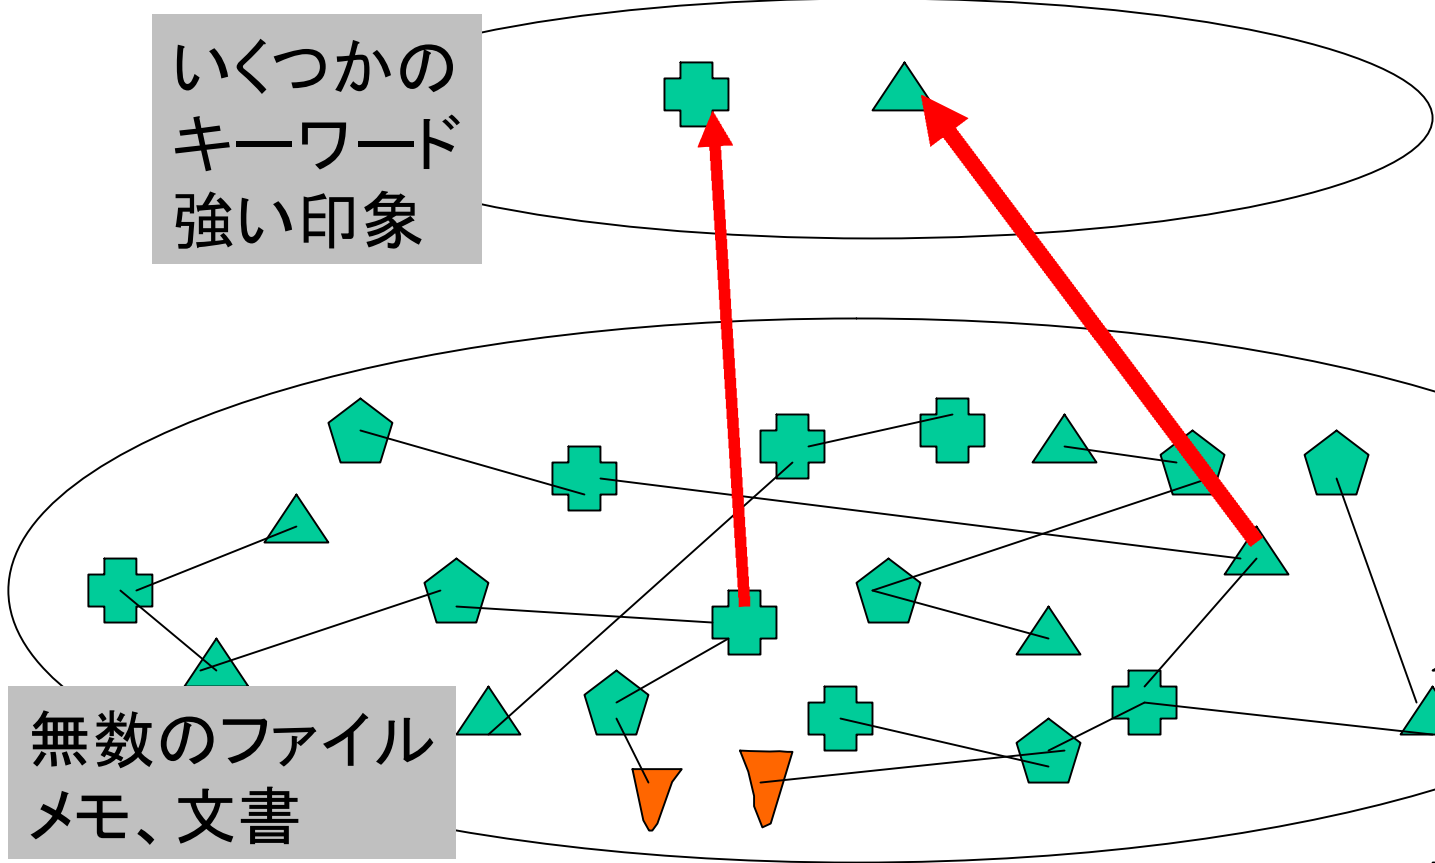 いくつかの
キーワード
強い印象
無数のファイル
メモ、文書